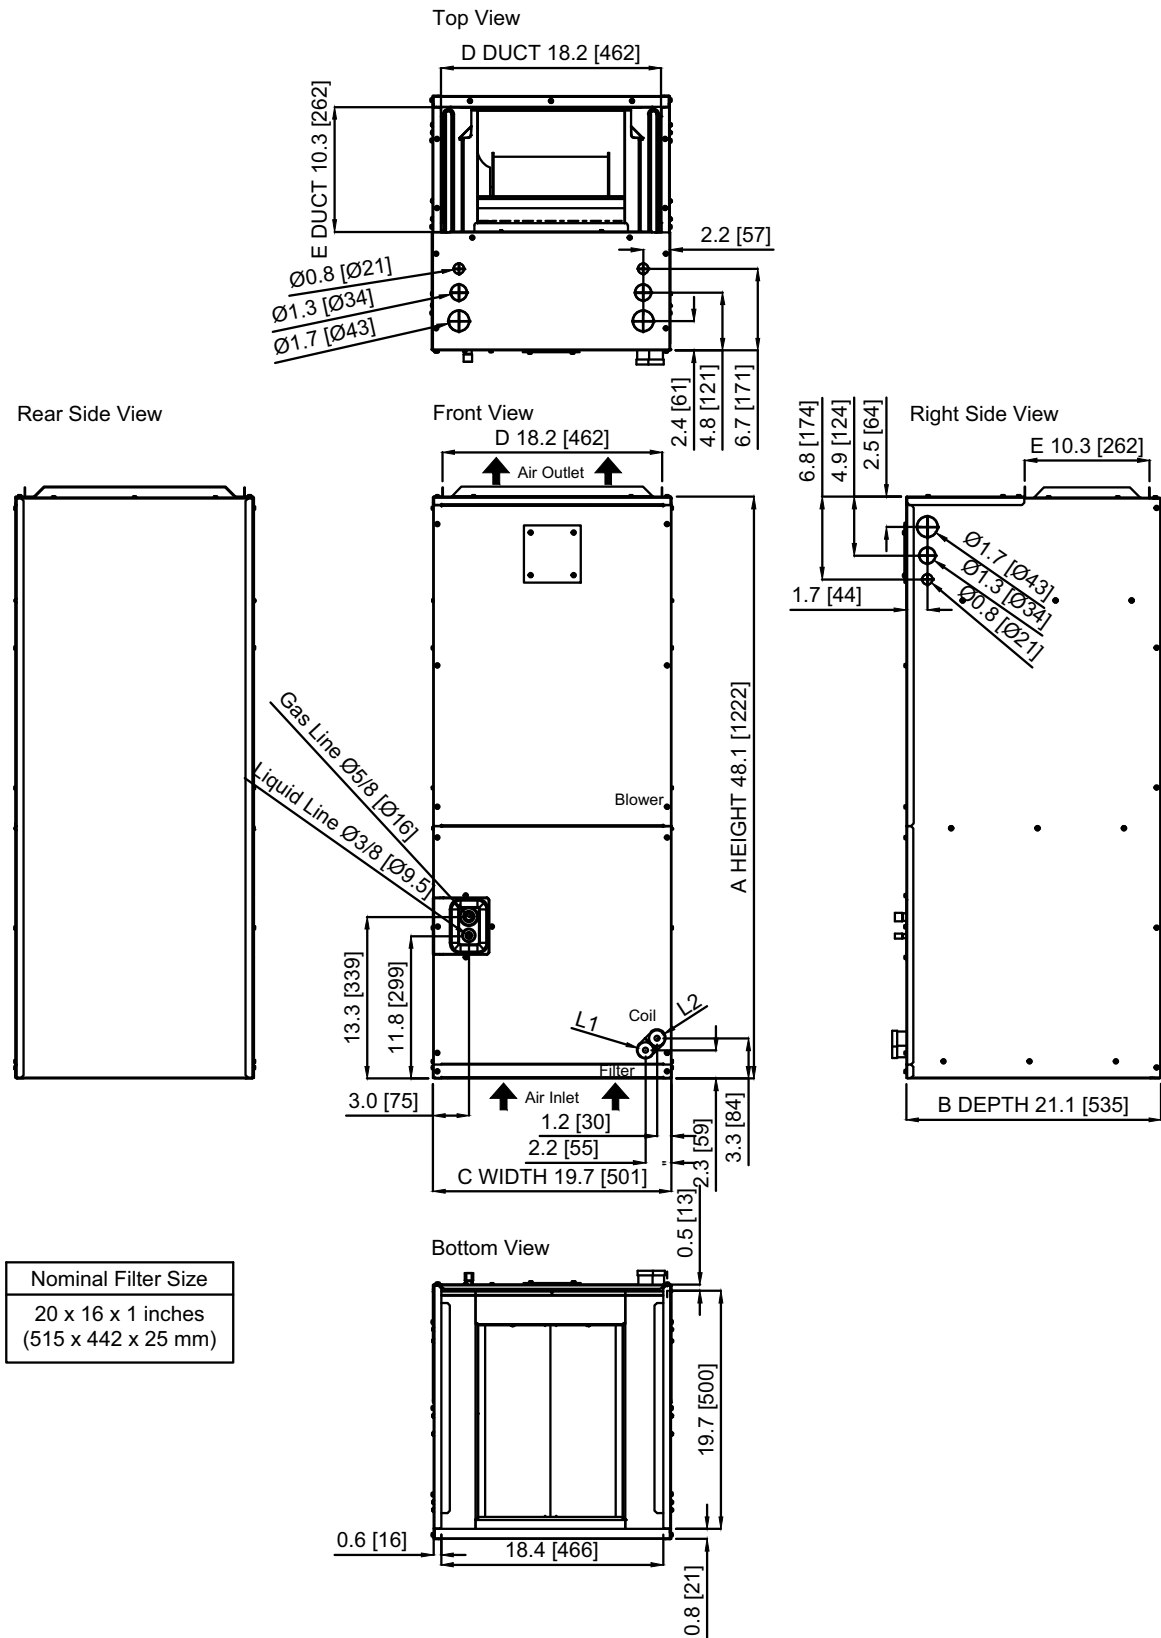 Top View
D DUCT 18.2 [462]
E DUCT 10.3 [262]
2.2 [57]
Ø0.8 [Ø21]
Ø1.3 [Ø34]
Ø1.7 [Ø43]
2.4 [61]
4.8 [121]
6.7 [171]
Rear Side View
Front View
D 18.2 [462]
Air Outlet
Gas Line Ø5/8 [Ø16]
Liquid Line Ø3/8 [Ø9.5]
Blower
A HEIGHT 48.1 [1222]
13.3 [339]
11.8 [299]
3.0 [75]
Coil
L1
L2
Filter
Air Inlet
1.2 [30]
2.2 [55]
2.3 [59]
3.3 [84]
C WIDTH 19.7 [501]
Right Side View
6.8 [174]
4.9 [124]
2.5 [64]
E 10.3 [262]
Ø1.7 [Ø43]
Ø1.3 [Ø34]
Ø0.8 [Ø21]
1.7 [44]
B DEPTH 21.1 [535]
Bottom View
0.5 [13]
19.7 [500]
0.6 [16]
18.4 [466]
0.8 [21]
Nominal Filter Size
20 x 16 x 1 inches
(515 x 442 x 25 mm)